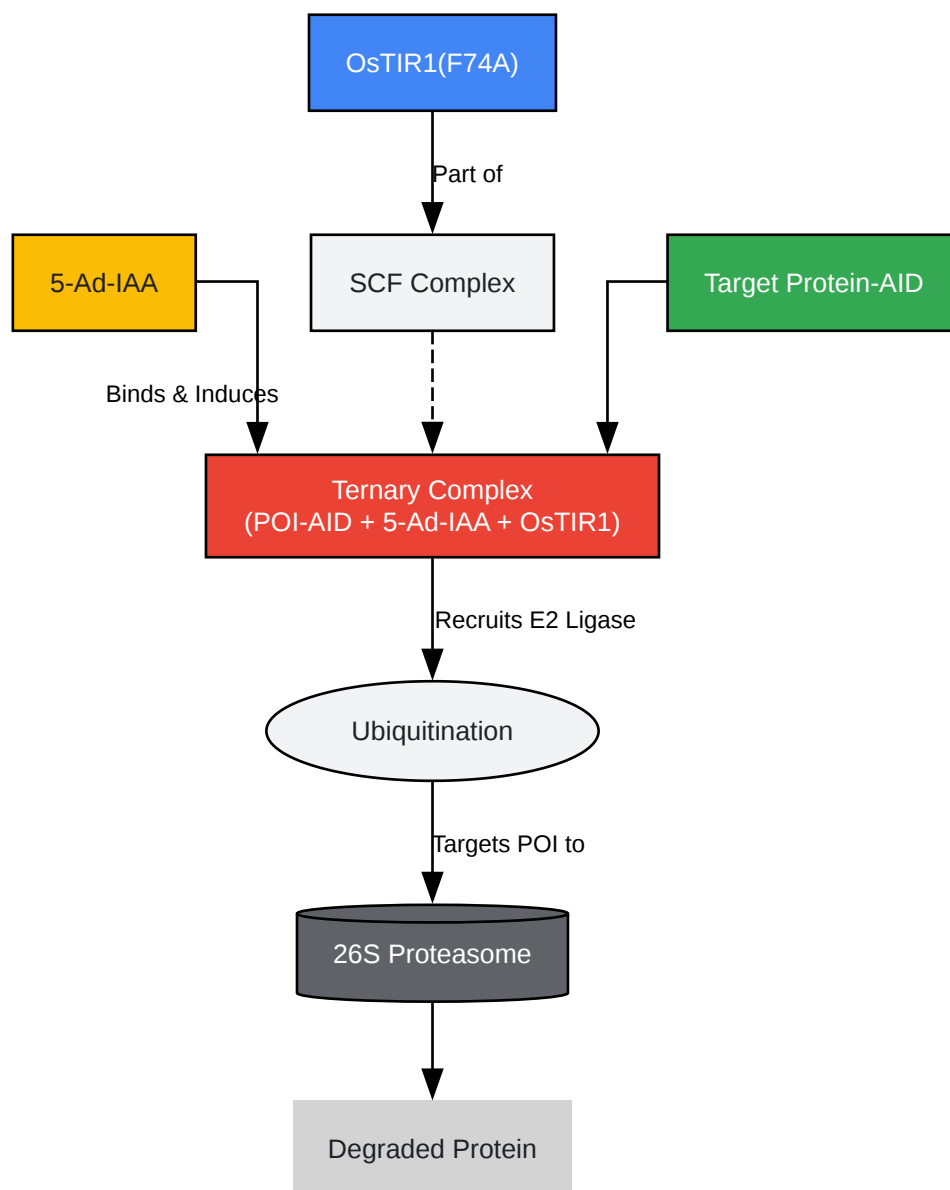 OsTIR1(F74A)
Part of
5-Ad-IAA
SCF Complex
Target Protein-AID
Binds & Induces
Ternary Complex
(POI-AID + 5-Ad-IAA + OsTIR1)
Recruits E2 Ligase
Ubiquitination
Targets POI to
26S Proteasome
Degraded Protein